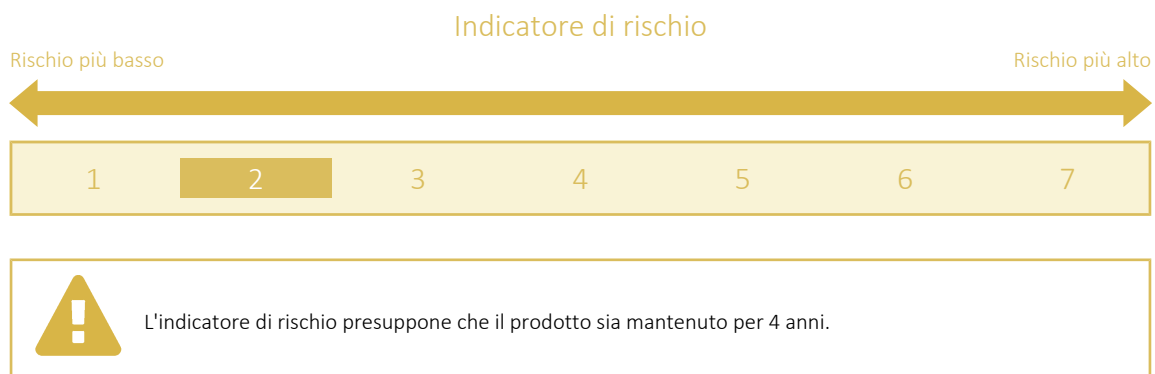 Indicatore di rischio
Rischio più basso Rischio più alto
1 2 3 4 5 6 7
L'indicatore di rischio presuppone che il prodotto sia mantenuto per 4 anni.